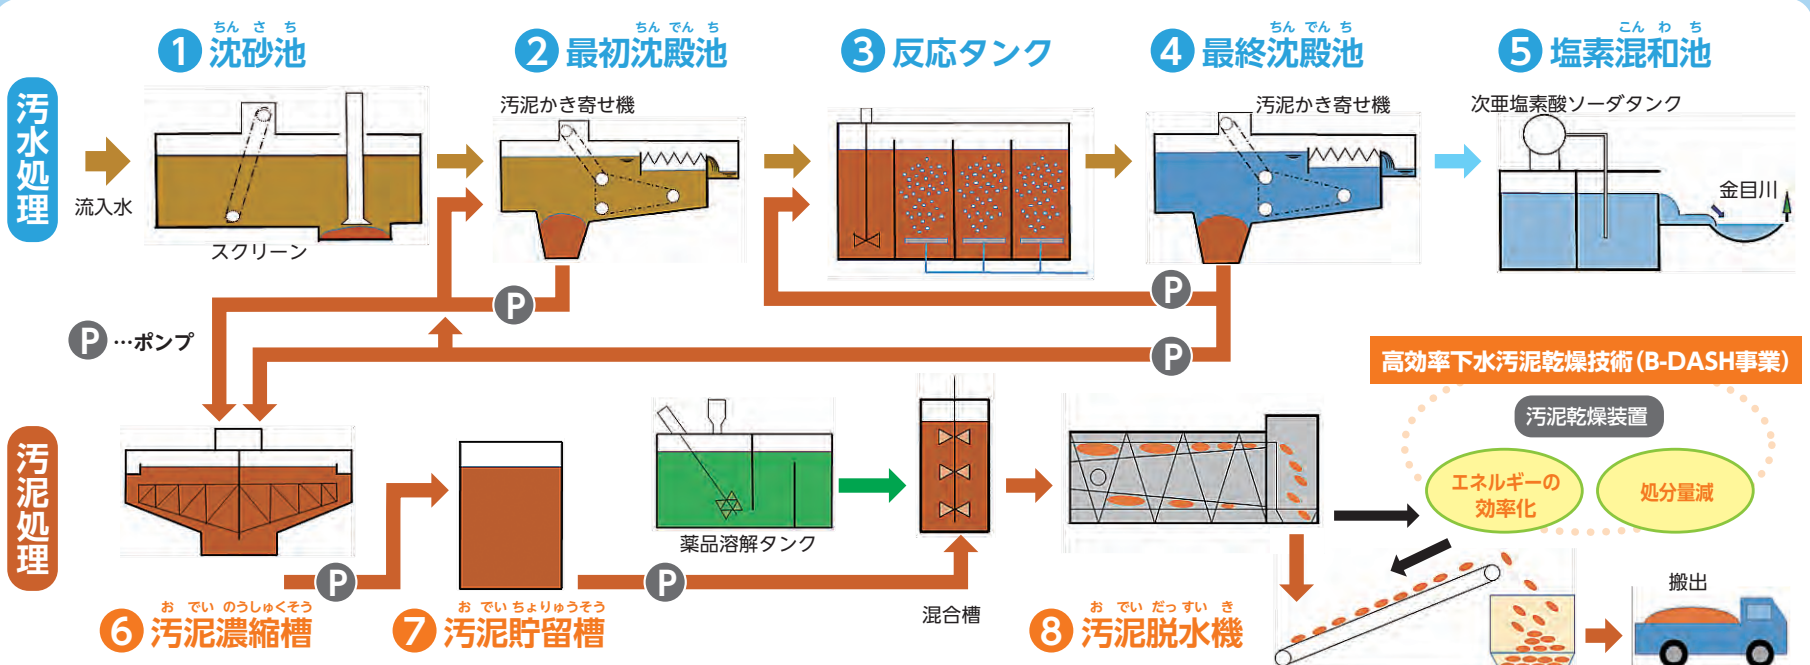 汚水処理
ちんさち
1 沈砂池
ちんでんち
2 最初沈殿池
3 反応タンク
ちんでんち
4 最終沈殿池
こんわち
5 塩素混和池
汚泥かき寄せ機
汚泥かき寄せ機
次亜塩素酸ソーダタンク
流入水
スクリーン
金目川
P
P
P
P …ポンプ
高効率下水汚泥乾燥技術(B-DASH事業)
汚泥乾燥装置
エネルギーの
効率化
処分量減
汚泥処理
薬品溶解タンク
P
P
混合槽
搬出
おでいのうしゅくそう
6 汚泥濃縮槽
おでいちょりゅうそう
7 汚泥貯留槽
おでいだっすいき
8 汚泥脱水機